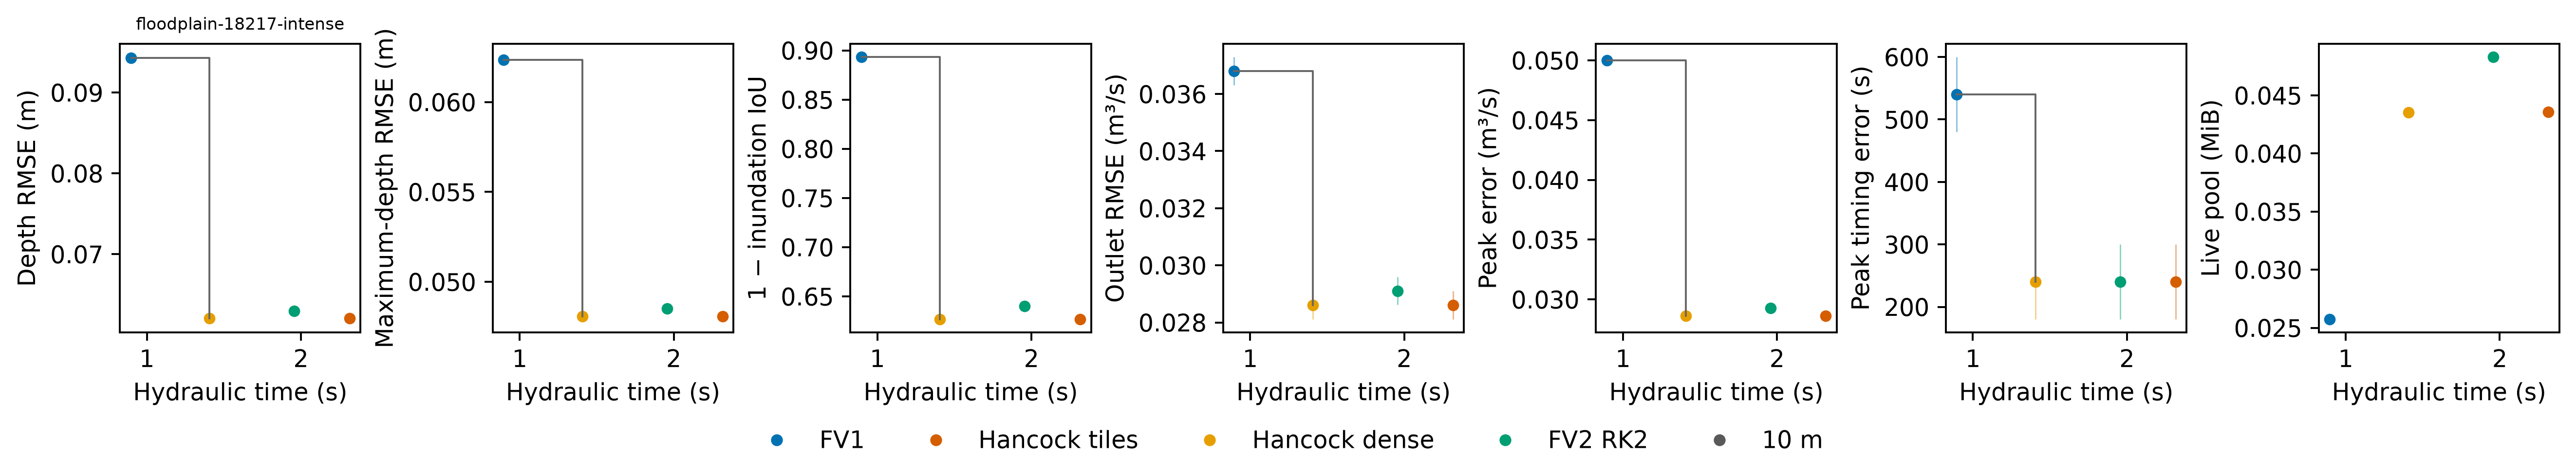 floodplain-18217-intense
Depth RMSE (m)
0.09
0.08
0.07
1
2
Hydraulic time (s)
Maximum-depth RMSE (m)
0.060
0.055
0.050
1
2
Hydraulic time (s)
1 − inundation IoU
0.90
0.85
0.80
0.75
0.70
0.65
1
2
Hydraulic time (s)
Outlet RMSE (m³/s)
0.036
0.034
0.032
0.030
0.028
1
2
Hydraulic time (s)
Peak error (m³/s)
0.050
0.045
0.040
0.035
0.030
1
2
Hydraulic time (s)
Peak timing error (s)
600
500
400
300
200
1
2
Hydraulic time (s)
Live pool (MiB)
0.045
0.040
0.035
0.030
0.025
1
2
Hydraulic time (s)
FV1
Hancock tiles
Hancock dense
FV2 RK2
10 m